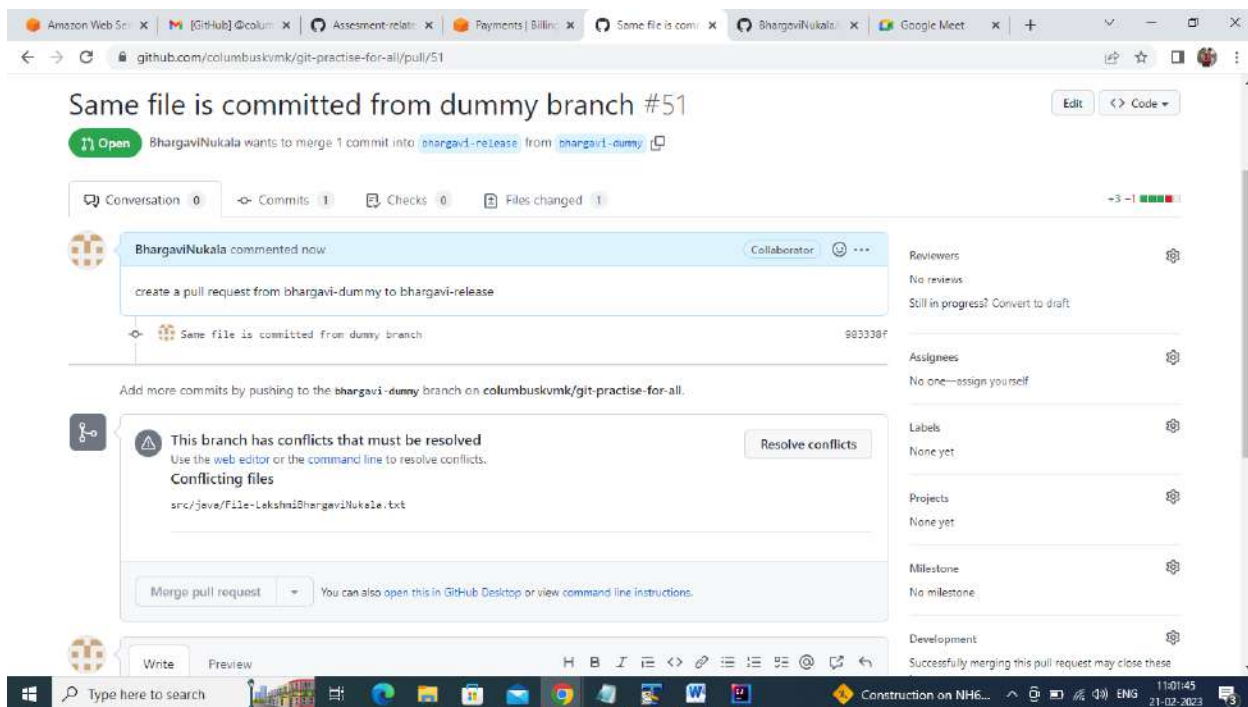 Amazon Web Ser
[GitHub] @colum
Assesment-relate
Payments | Billin
Same file is com
BhargaviNukala/
Google Meet
github.com/columbuskvmk/git-practise-for-all/pull/51
Same file is committed from dummy branch #51
Edit
<> Code
Open
BhargaviNukala wants to merge 1 commit into bhargavi-release from bhargavi-dummy
Conversation 0
Commits 1
Checks 0
Files changed 1
+3 −1
BhargaviNukala commented now
Collaborator
create a pull request from bhargavi-dummy to bhargavi-release
Same file is committed from dummy branch
983338f
Add more commits by pushing to the bhargavi-dummy branch on columbuskvmk/git-practise-for-all.
This branch has conflicts that must be resolved
Use the web editor or the command line to resolve conflicts.
Resolve conflicts
Conflicting files
src/java/File-LakshmiBhargaviNukala.txt
Merge pull request
You can also open this in GitHub Desktop or view command line instructions.
Write
Preview
H B I
Reviewers
No reviews
Still in progress? Convert to draft
Assignees
No one—assign yourself
Labels
None yet
Projects
None yet
Milestone
No milestone
Development
Successfully merging this pull request may close these
Type here to search
Construction on NH6...
ENG
11:01:45
21-02-2023
3